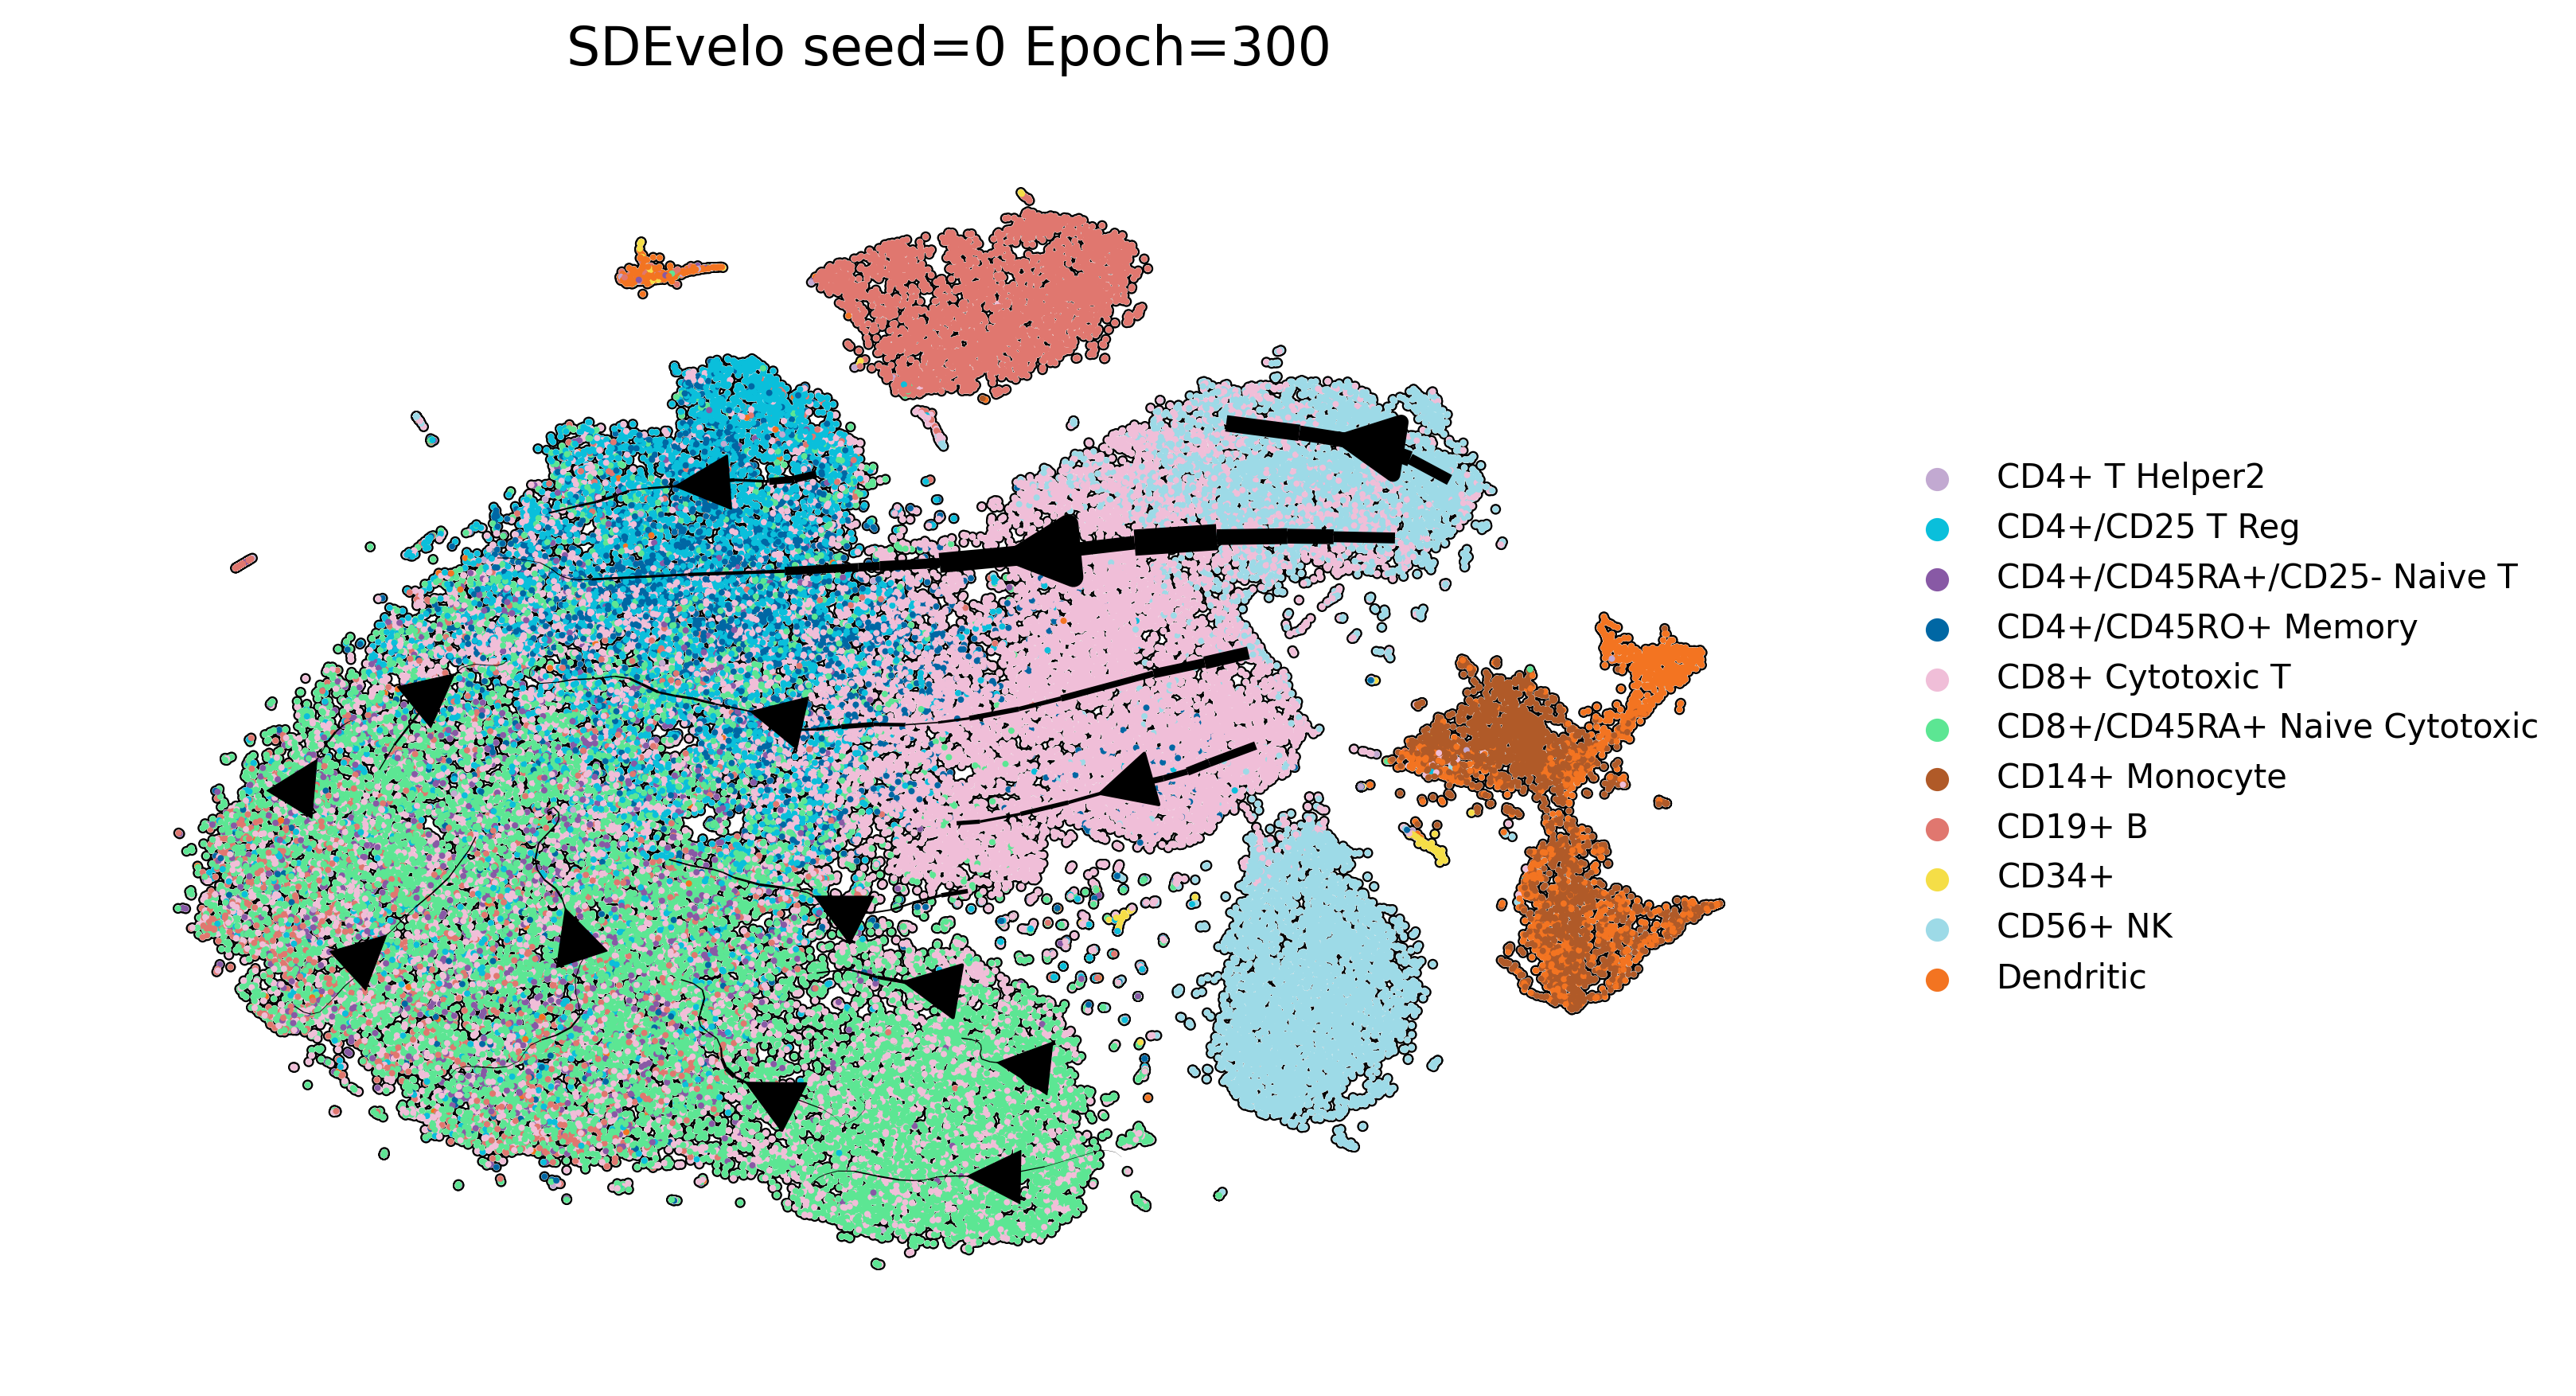 SDEvelo seed=0 Epoch=300
CD4+ T Helper2
CD4+/CD25 T Reg
CD4+/CD45RA+/CD25- Naive T
CD4+/CD45RO+ Memory
CD8+ Cytotoxic T
CD8+/CD45RA+ Naive Cytotoxic
CD14+ Monocyte
CD19+ B
CD34+
CD56+ NK
Dendritic